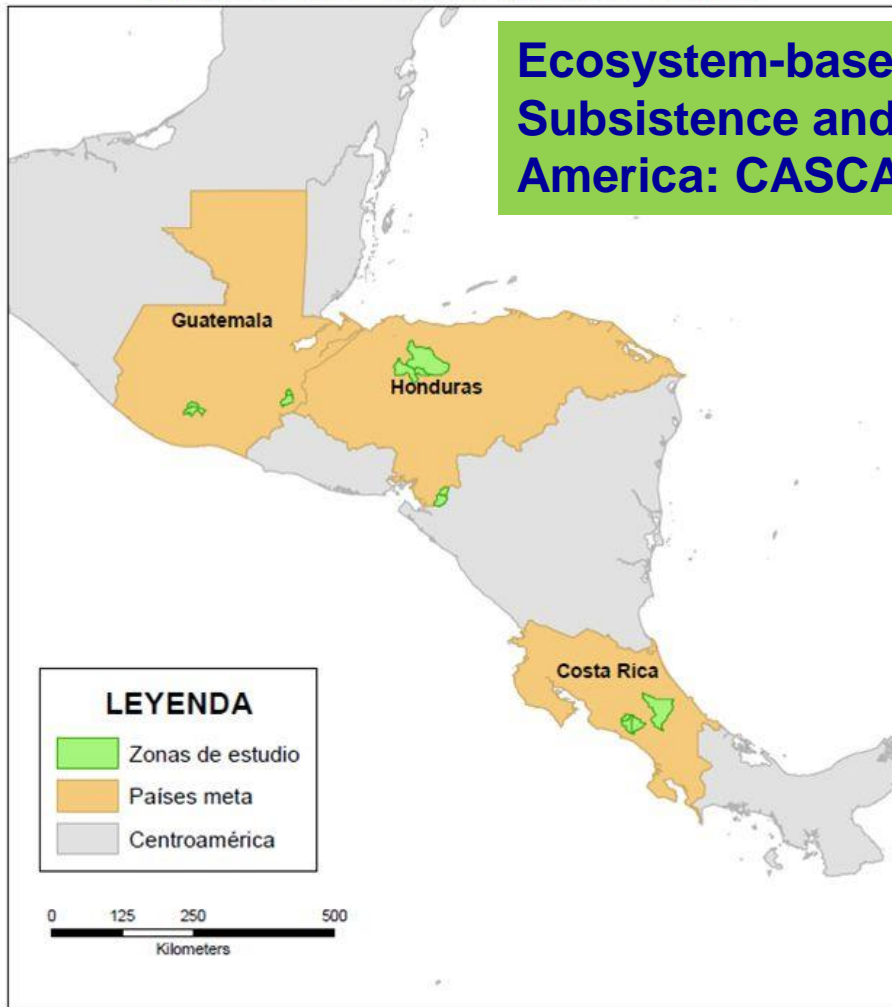 Ecosystem-base
Subsistence and
America: CASCA
Guatemala
Honduras
Costa Rica
LEYENDA
Zonas de estudio
Países meta
Centroamérica
0 125 250 500
Kilometers